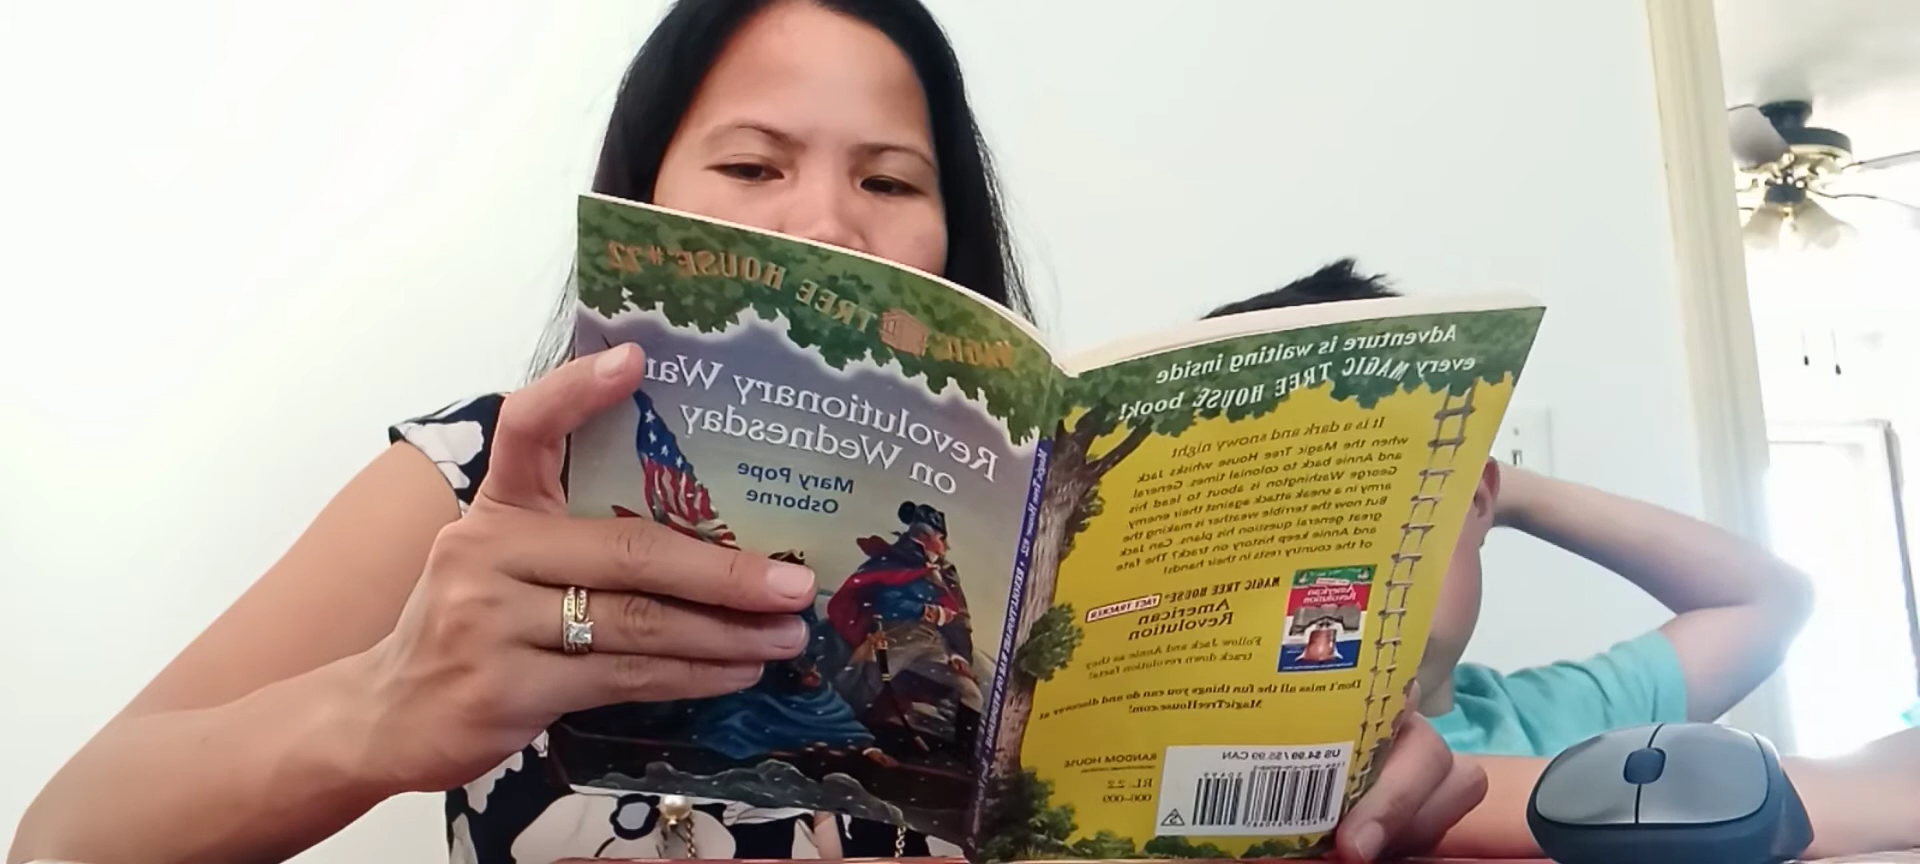 MAGIC TREE HOUSE® #22
Revolutionary War
on Wednesday
Mary Pope
Osborne
Adventure is waiting inside
every MAGIC TREE HOUSE book!
It is a dark and snowy night
when the Magic Tree House whisks Jack
and Annie back to colonial times. General
George Washington is about to lead his
army in a sneak attack against their enemy.
But now the terrible weather is making the
great general question his plans. Can Jack
and Annie keep history on track? The fate
of the country rests in their hands!
MAGIC TREE HOUSE® FACT TRACKER
American
Revolution
Follow Jack and Annie as they
track down revolution facts!
American
Revolution
Don't miss all the fun things you can do and discover at
MagicTreeHouse.com!
RANDOM HOUSE
RL: 2.2
006-009
US $4.99 / $5.99 CAN